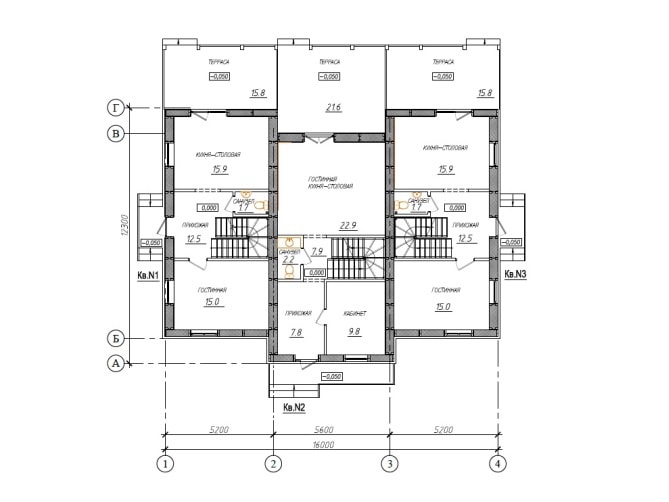 ТЕРРАСА
ТЕРРАСА
ТЕРРАСА
-0,050
-0,050
-0,050
15.8
21.6
15.8
Г
В
КУХНЯ-СТОЛОВАЯ
15.9
ГОСТИННАЯ
КУХНЯ-СТОЛОВАЯ
КУХНЯ-СТОЛОВАЯ
15.9
САНУЗЕЛ
1.7
0,000
САНУЗЕЛ
1.7
0,000
ПРИХОЖАЯ
12.5
22.9
ПРИХОЖАЯ
12.5
12300
-0,050
-0,050
Кв.N1
Кв.N3
САНУЗЕЛ
2.2
7.9
0,000
ГОСТИННАЯ
15.0
ГОСТИННАЯ
15.0
ПРИХОЖАЯ
7.8
КАБИНЕТ
9.8
Б
А
-0,050
Кв.N2
5200
5600
5200
16000
1
2
3
4